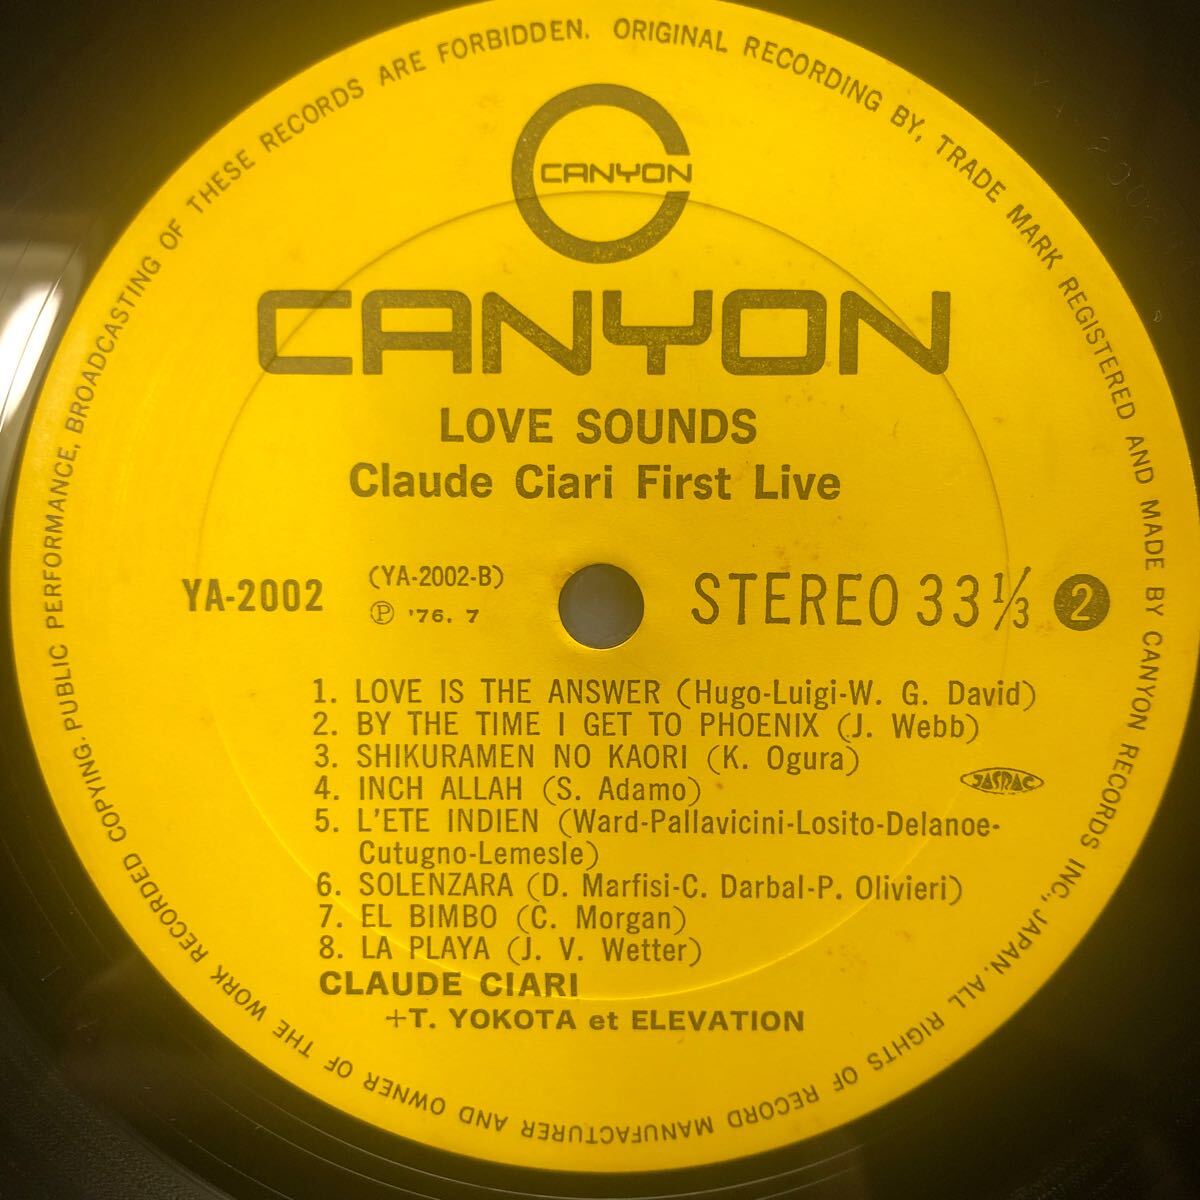 ORIGINAL RECORDING BY, TRADE MARK REGISTERED AND MADE BY CANYON RECORDS INC., JAPAN. ALL RIGHTS OF RECORD MANUFACTURER AND OWNER OF THE WORK RECORDED COPYING. PUBLIC PERFORMANCE, BROADCASTING OF THESE RECORDS ARE FORBIDDEN.
CANYON
CANYON
LOVE SOUNDS
Claude Ciari First Live
YA-2002
(YA-2002-B)
Ⓟ '76. 7
STEREO 33 1/3 2
1. LOVE IS THE ANSWER (Hugo-Luigi-W. G. David)
2. BY THE TIME I GET TO PHOENIX (J. Webb)
3. SHIKURAMEN NO KAORI (K. Ogura)
4. INCH ALLAH (S. Adamo)
JASRAC
5. L'ETE INDIEN (Ward-Pallavicini-Losito-Delanoe-
Cutugno-Lemesle)
6. SOLENZARA (D. Marfisi-C. Darbal-P. Olivieri)
7. EL BIMBO (C. Morgan)
8. LA PLAYA (J. V. Wetter)
CLAUDE CIARI
+T. YOKOTA et ELEVATION